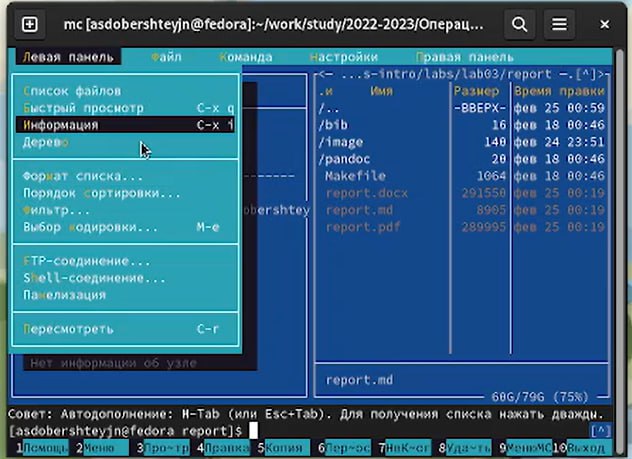 mc [asdobershteyjn@fedora]:~/work/study/2022-2023/Операц...
Левая панель Файл Команда Настройки Правая панель
<— ...s-intro/labs/lab03/report —.[^]>
Список файлов
Быстрый просмотр C-x q
Информация C-x i
Дерево
Формат списка...
Порядок сортировки...
Фильтр...
Выбор кодировки... M-e
FTP-соединение...
Shell-соединение...
Панелизация
Пересмотреть C-r
obershtey
Нет информации об узле
.и Имя Размер Время правки
/.. -ВВЕРХ- фев 25 00:59
/bib 16 фев 18 00:46
/image 140 фев 24 23:51
/pandoc 20 фев 18 00:46
Makefile 1064 фев 18 00:46
report.docx 291550 фев 25 00:19
report.md 8905 фев 25 00:19
report.pdf 289995 фев 25 00:19
report.md
60G/79G (75%)
Совет: Автодополнение: M-Tab (или Esc+Tab). Для получения списка нажать дважды.
[asdobershteyjn@fedora report]$ [^]
1Помощь 2Меню 3Про~тр 4Правка 5Копия 6Пер~ос 7НвК~ог 8Уда~ть 9МенюMC 10Выход